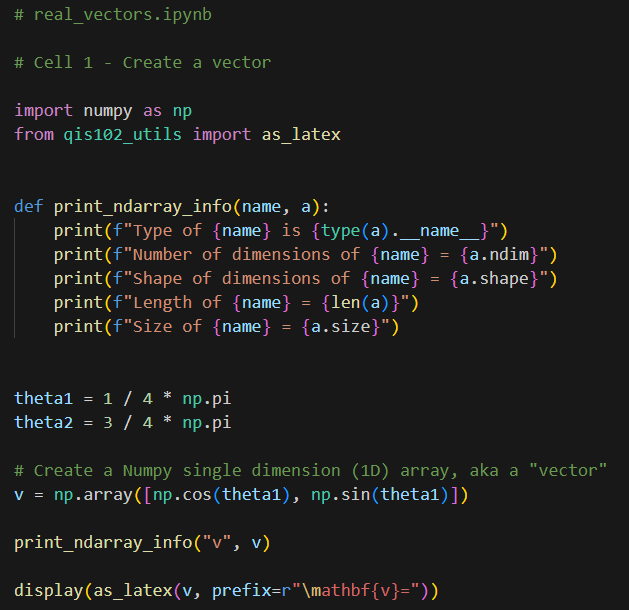 # real_vectors.ipynb
# Cell 1 - Create a vector
import numpy as np
from qis102_utils import as_latex
def print_ndarray_info(name, a):
    print(f"Type of {name} is {type(a).__name__}")
    print(f"Number of dimensions of {name} = {a.ndim}")
    print(f"Shape of dimensions of {name} = {a.shape}")
    print(f"Length of {name} = {len(a)}")
    print(f"Size of {name} = {a.size}")
theta1 = 1 / 4 * np.pi
theta2 = 3 / 4 * np.pi
# Create a Numpy single dimension (1D) array, aka a "vector"
v = np.array([np.cos(theta1), np.sin(theta1)])
print_ndarray_info("v", v)
display(as_latex(v, prefix=r"\mathbf{v}="))